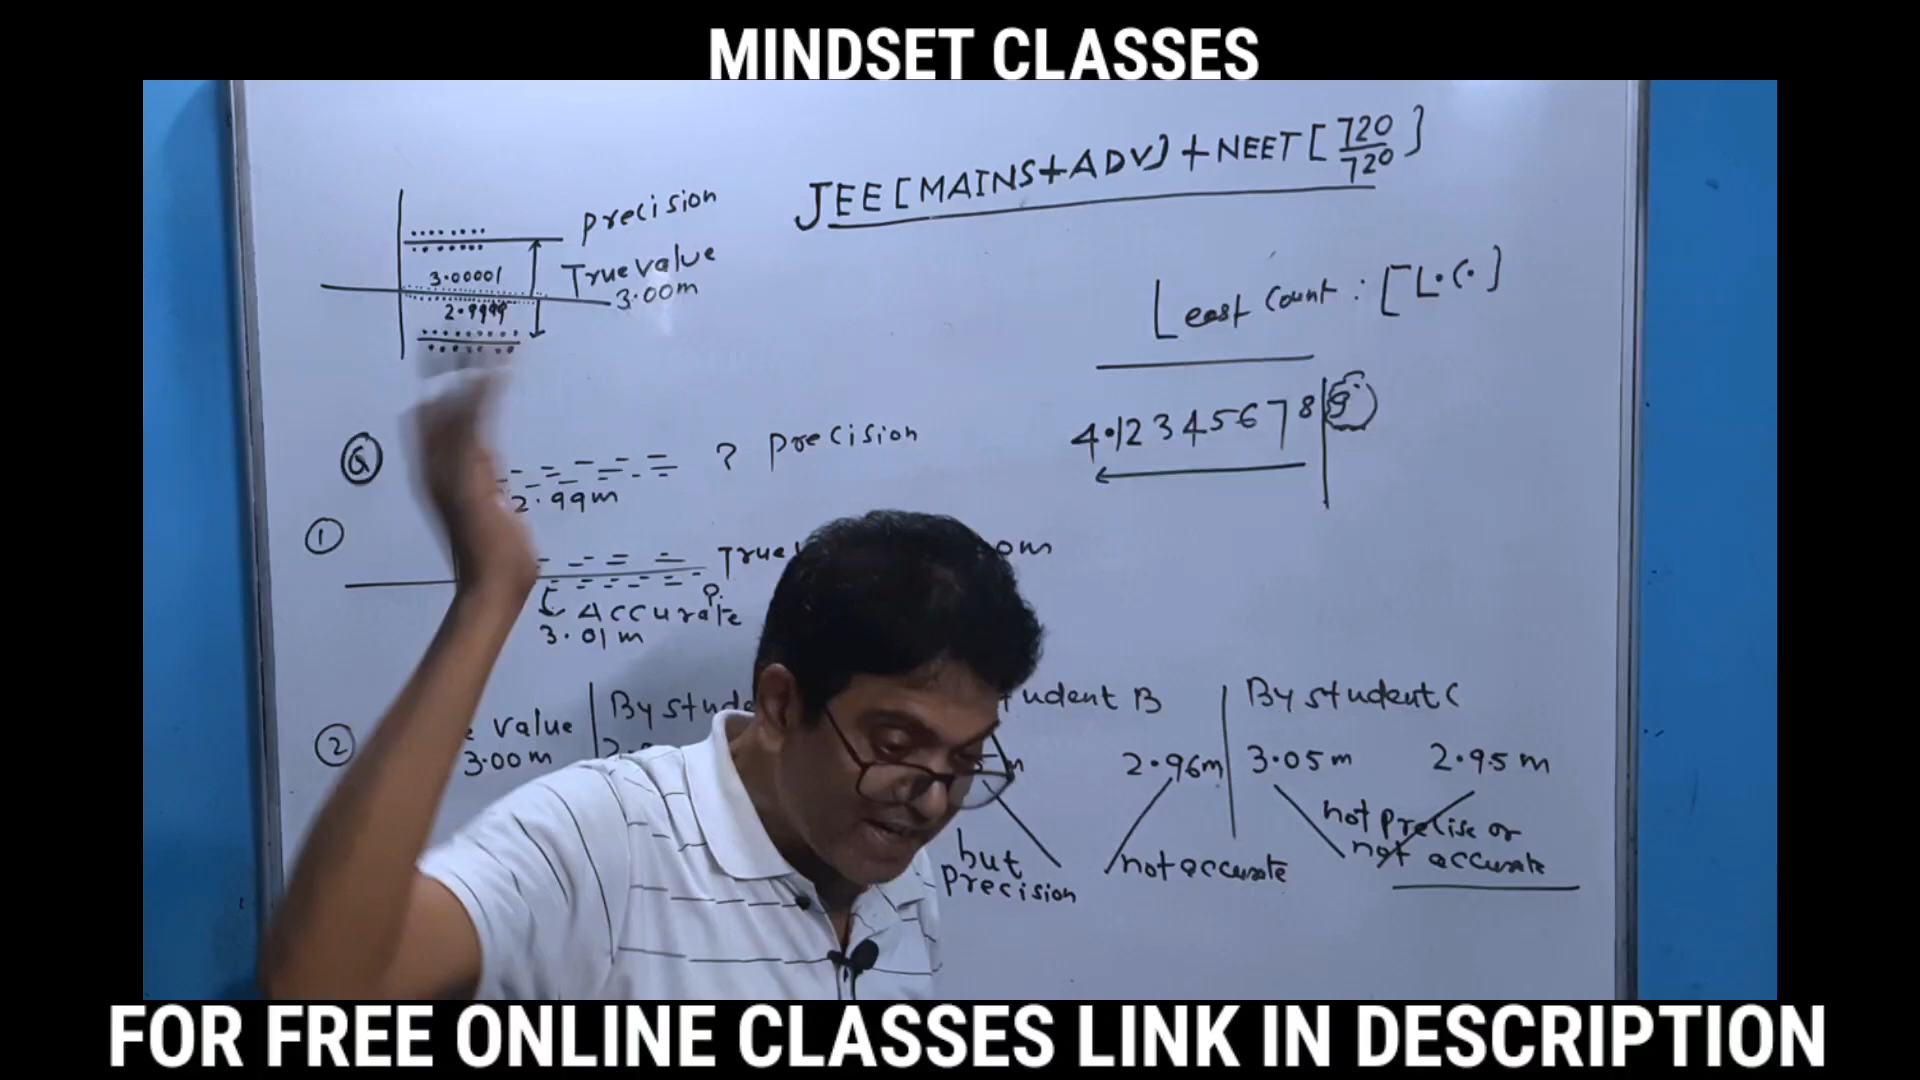 MINDSET CLASSES
JEE [MAINS+ADV] + NEET [720/720]
precision
3.00001
True value
3.00m
2.9999
Least count : [L.C.]
4.123456789
Q
? precision
2.99m
1
True
om
Accurate
3.01m
2
value
3.00m
By stude
tudent B
2.96m
but
precision
not accurate
By student C
3.05m 2.95m
not precise or
not accurate
FOR FREE ONLINE CLASSES LINK IN DESCRIPTION